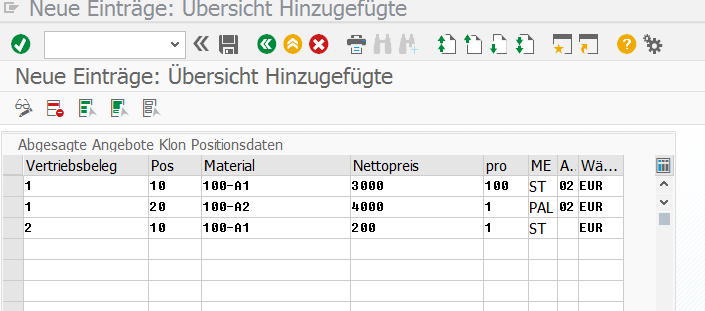 Neue Einträge: Übersicht Hinzugefügte
Neue Einträge: Übersicht Hinzugefügte
Abgesagte Angebote Klon Positionsdaten
Vertriebsbeleg Pos Material Nettopreis pro ME A. Wä...
1 10 100-A1 3000 100 ST 02 EUR
1 20 100-A2 4000 1 PAL 02 EUR
2 10 100-A1 200 1 ST EUR